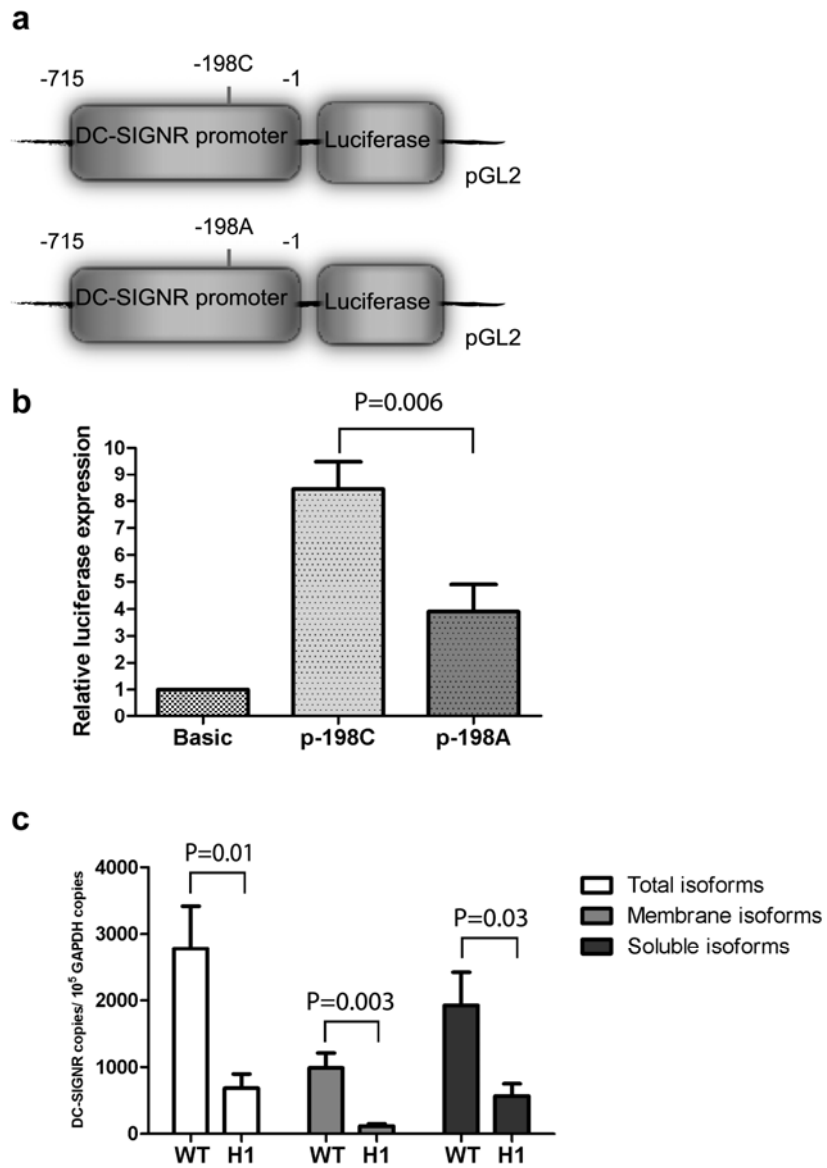 a
-198C
-715 -1
DC-SIGNR promoter Luciferase
pGL2
-198A
-715 -1
DC-SIGNR promoter Luciferase
pGL2
b
P=0.006
Relative luciferase expression
10
9
8
7
6
5
4
3
2
1
0
Basic p-198C p-198A
c
DC-SIGNR copies/ 10⁵ GAPDH copies
4000
3000
2000
1000
0
P=0.01
P=0.003
P=0.03
WT H1 WT H1 WT H1
Total isoforms
Membrane isoforms
Soluble isoforms